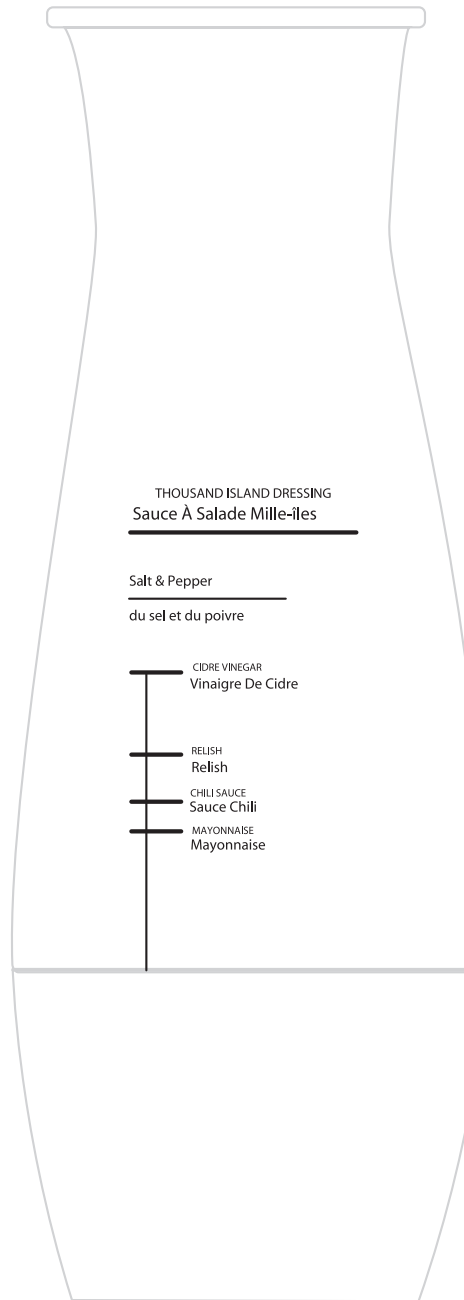 THOUSAND ISLAND DRESSING
Sauce À Salade Mille-îles
Salt & Pepper
du sel et du poivre
CIDRE VINEGAR
Vinaigre De Cidre
RELISH
Relish
CHILI SAUCE
Sauce Chili
MAYONNAISE
Mayonnaise